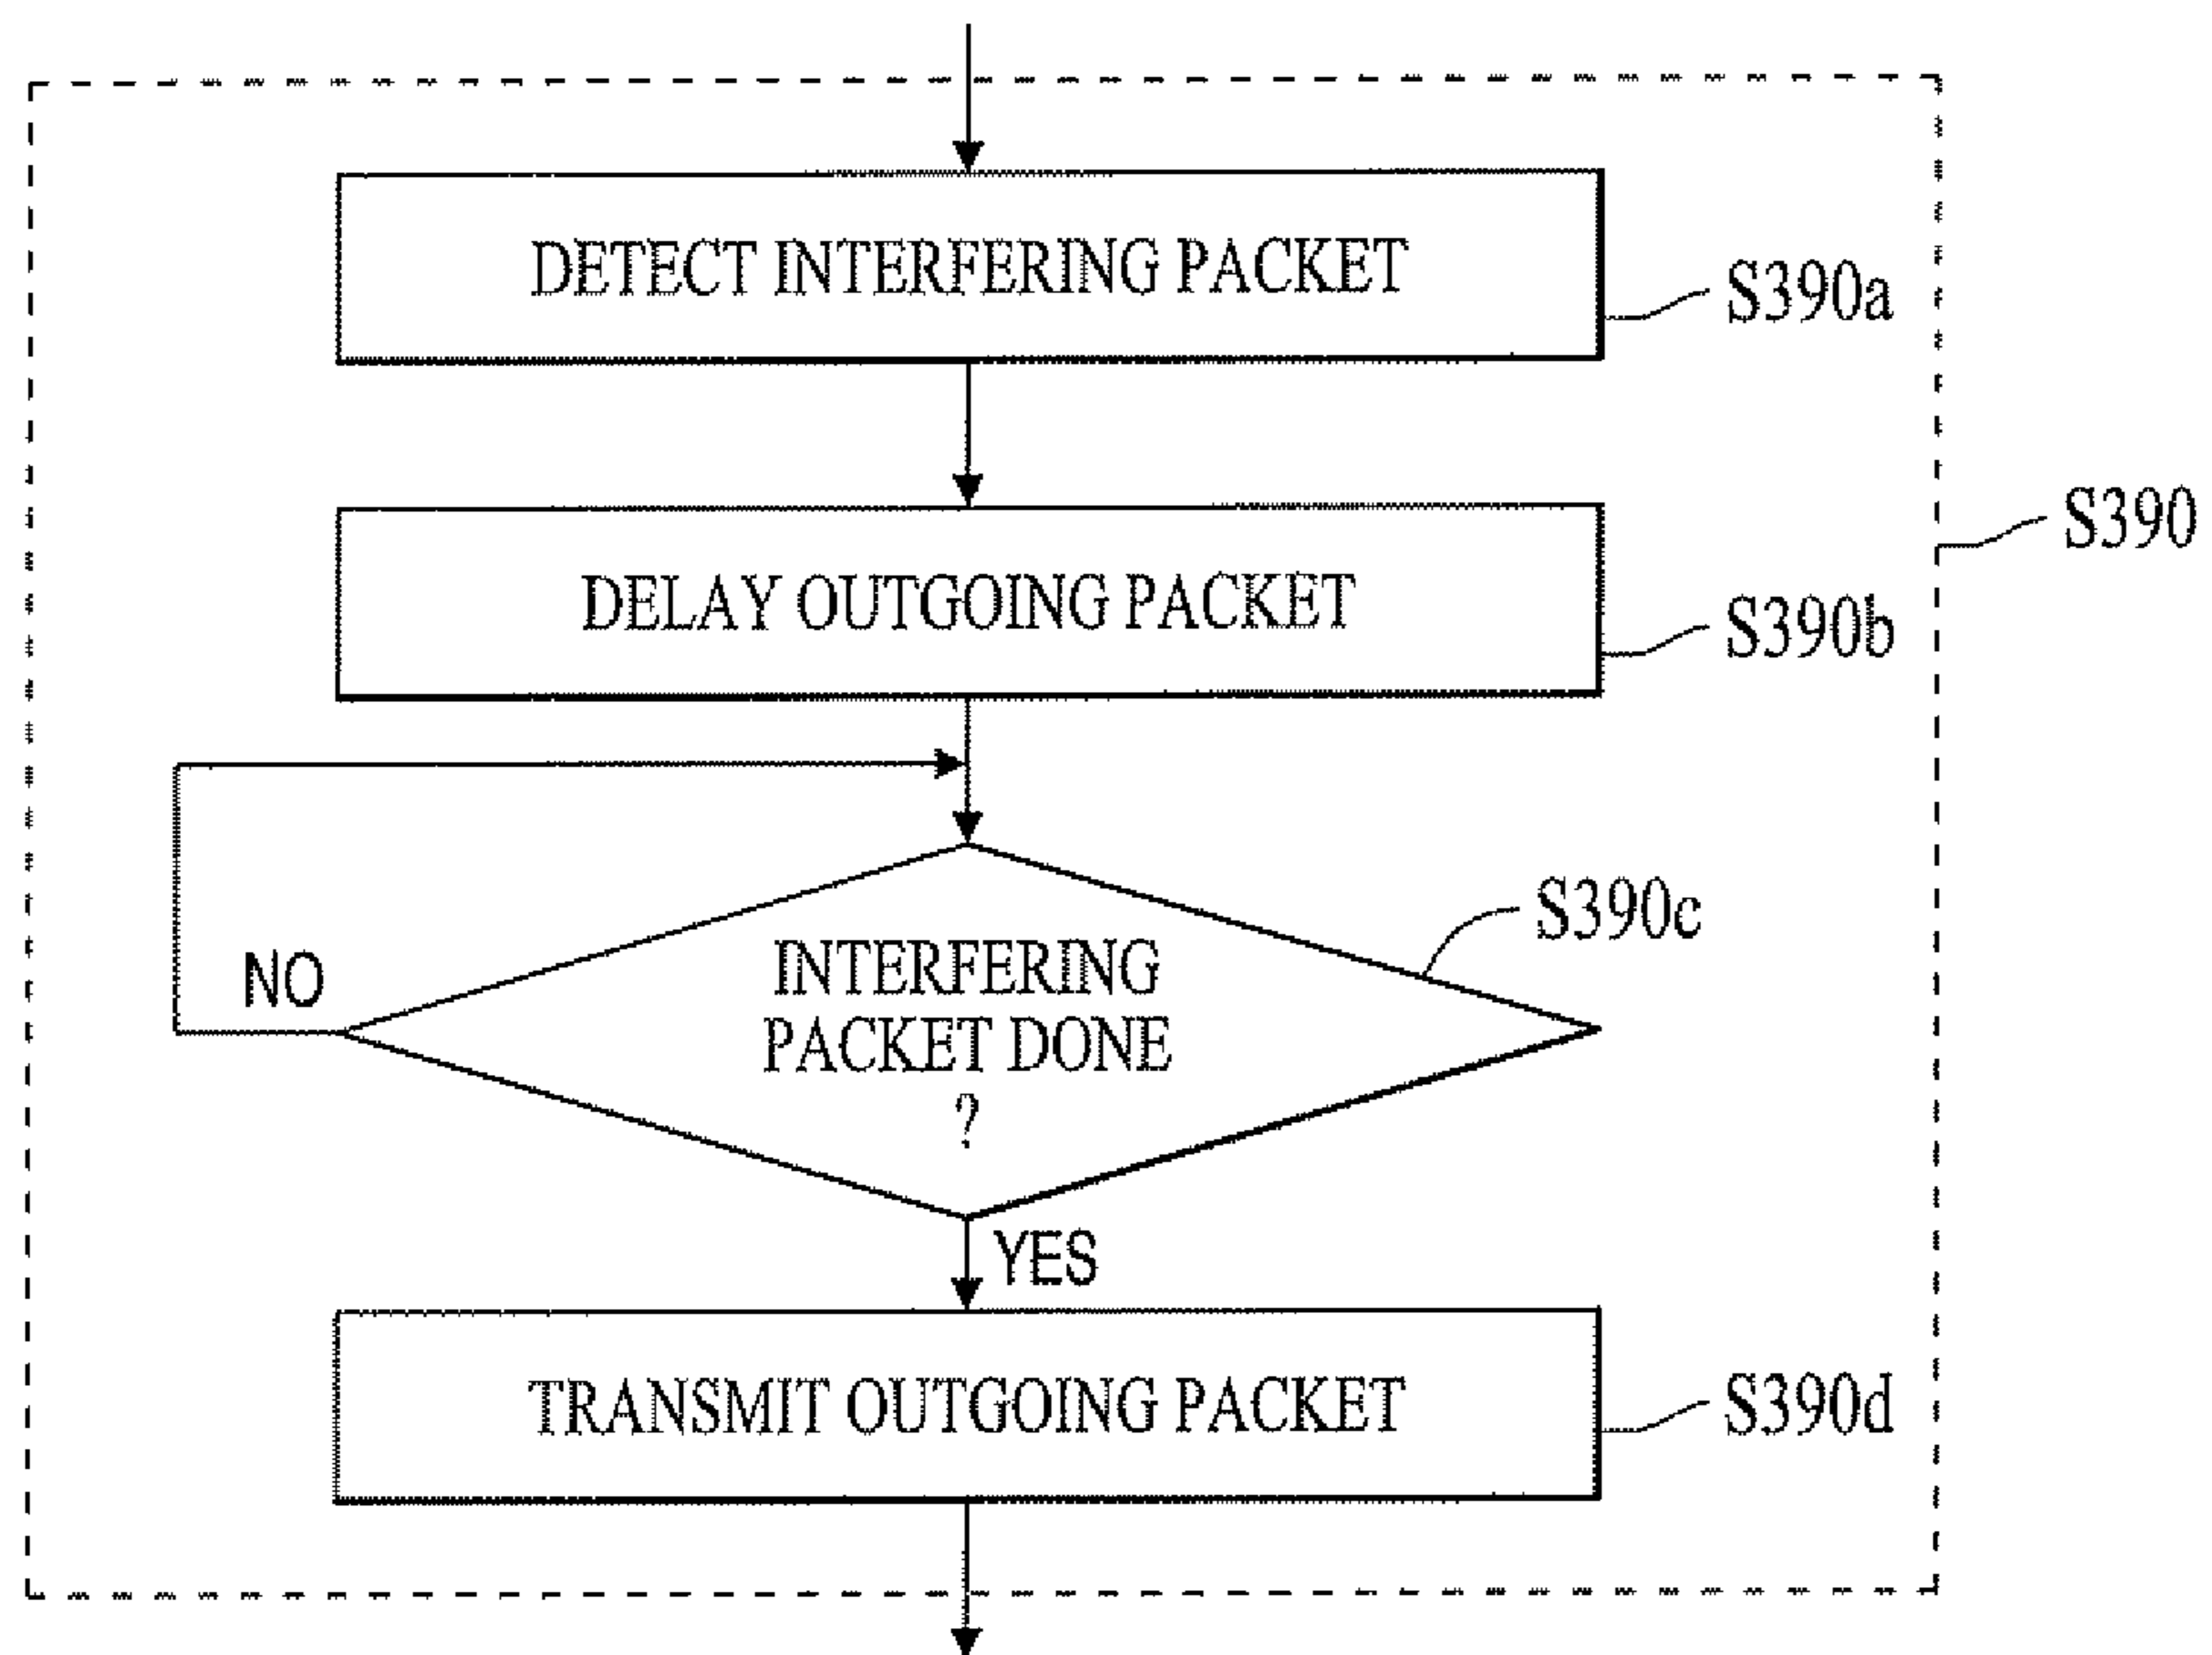 DETECT INTERFERING PACKET
S390a
S390
DELAY OUTGOING PACKET
S390b
S390c
NO
INTERFERING
PACKET DONE
?
YES
TRANSMIT OUTGOING PACKET
S390d